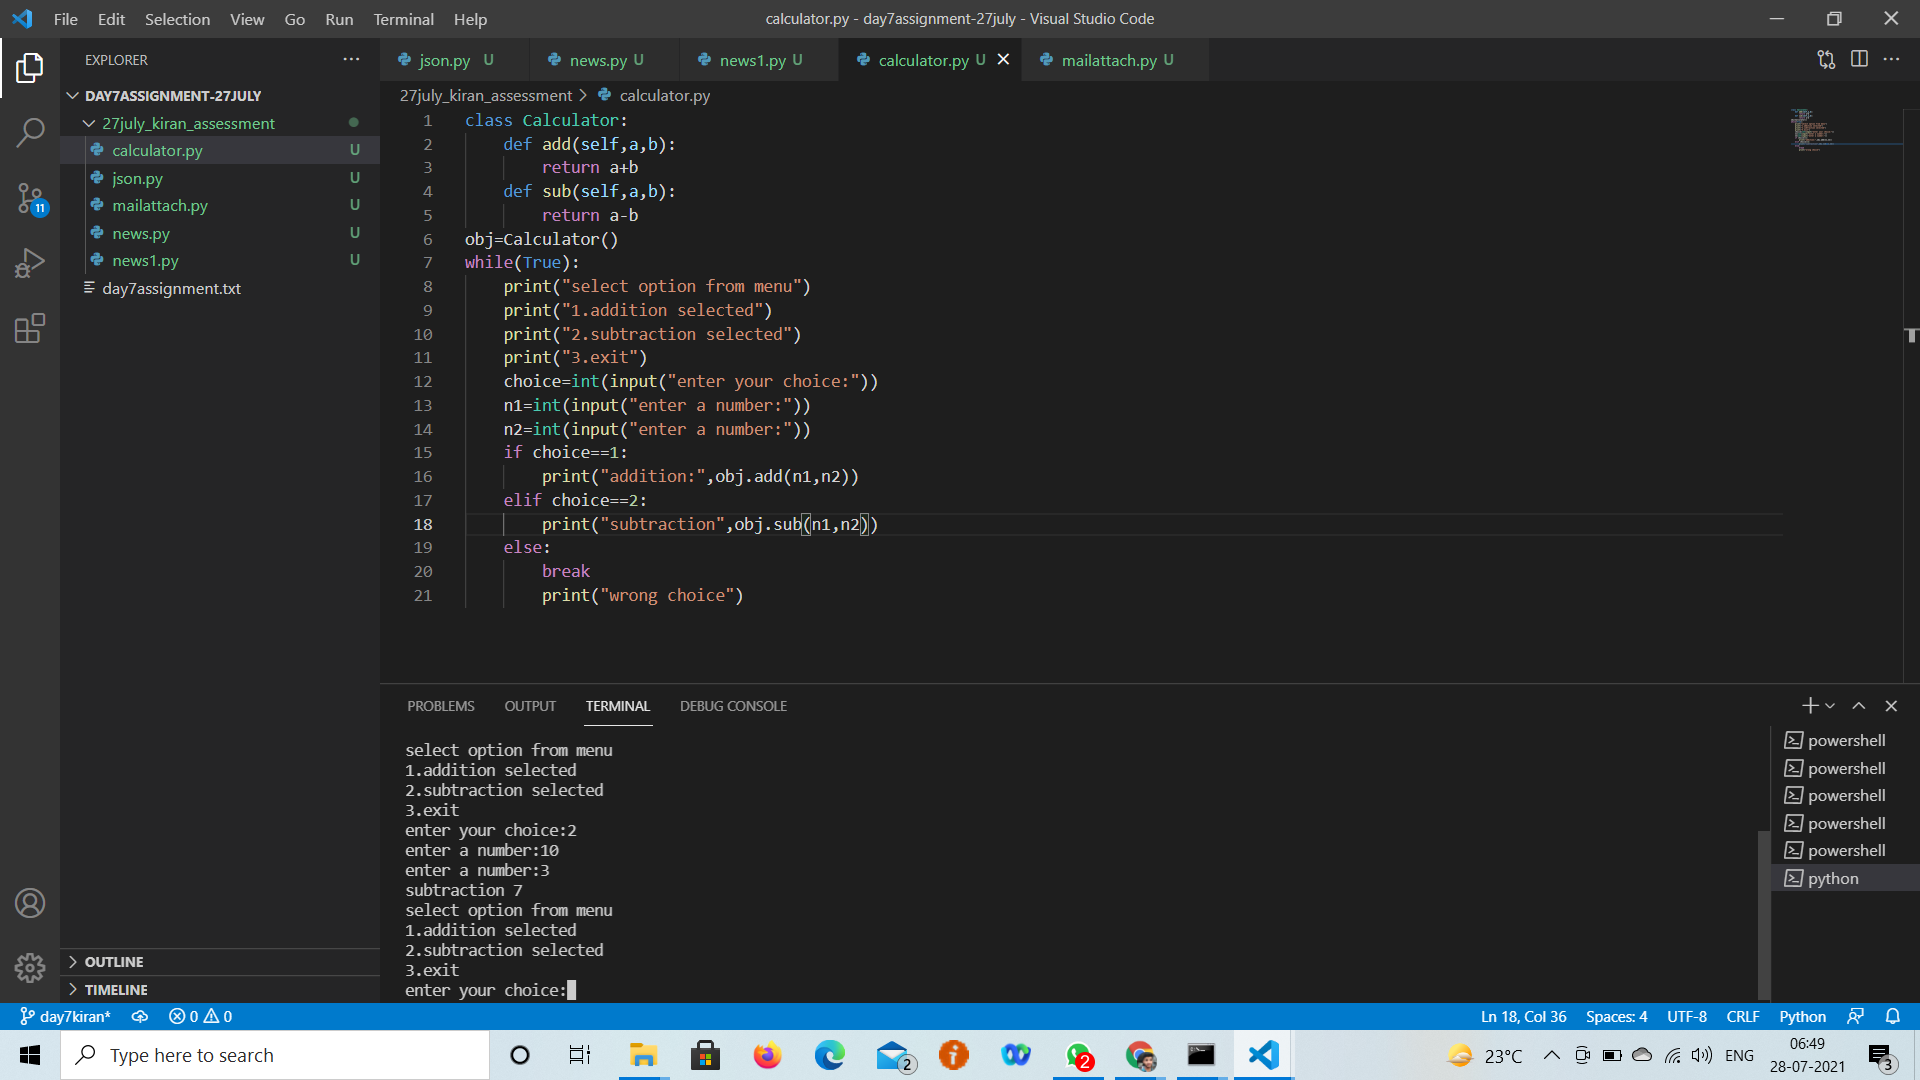 File Edit Selection View Go Run Terminal Help
calculator.py - day7assignment-27july - Visual Studio Code
EXPLORER
DAY7ASSIGNMENT-27JULY
27july_kiran_assessment
calculator.py U
json.py U
mailattach.py U
news.py U
news1.py U
day7assignment.txt
11
OUTLINE
TIMELINE
json.py U news.py U news1.py U calculator.py U mailattach.py U
27july_kiran_assessment > calculator.py
1 class Calculator:
2 def add(self,a,b):
3 return a+b
4 def sub(self,a,b):
5 return a-b
6 obj=Calculator()
7 while(True):
8 print("select option from menu")
9 print("1.addition selected")
10 print("2.subtraction selected")
11 print("3.exit")
12 choice=int(input("enter your choice:"))
13 n1=int(input("enter a number:"))
14 n2=int(input("enter a number:"))
15 if choice==1:
16 print("addition:",obj.add(n1,n2))
17 elif choice==2:
18 print("subtraction",obj.sub(n1,n2))
19 else:
20 break
21 print("wrong choice")
PROBLEMS OUTPUT TERMINAL DEBUG CONSOLE
select option from menu
1.addition selected
2.subtraction selected
3.exit
enter your choice:2
enter a number:10
enter a number:3
subtraction 7
select option from menu
1.addition selected
2.subtraction selected
3.exit
enter your choice:
powershell
powershell
powershell
powershell
powershell
python
day7kiran* 0 0 Ln 18, Col 36 Spaces: 4 UTF-8 CRLF Python
Type here to search
2
2
23°C
ENG
06:49
28-07-2021
3